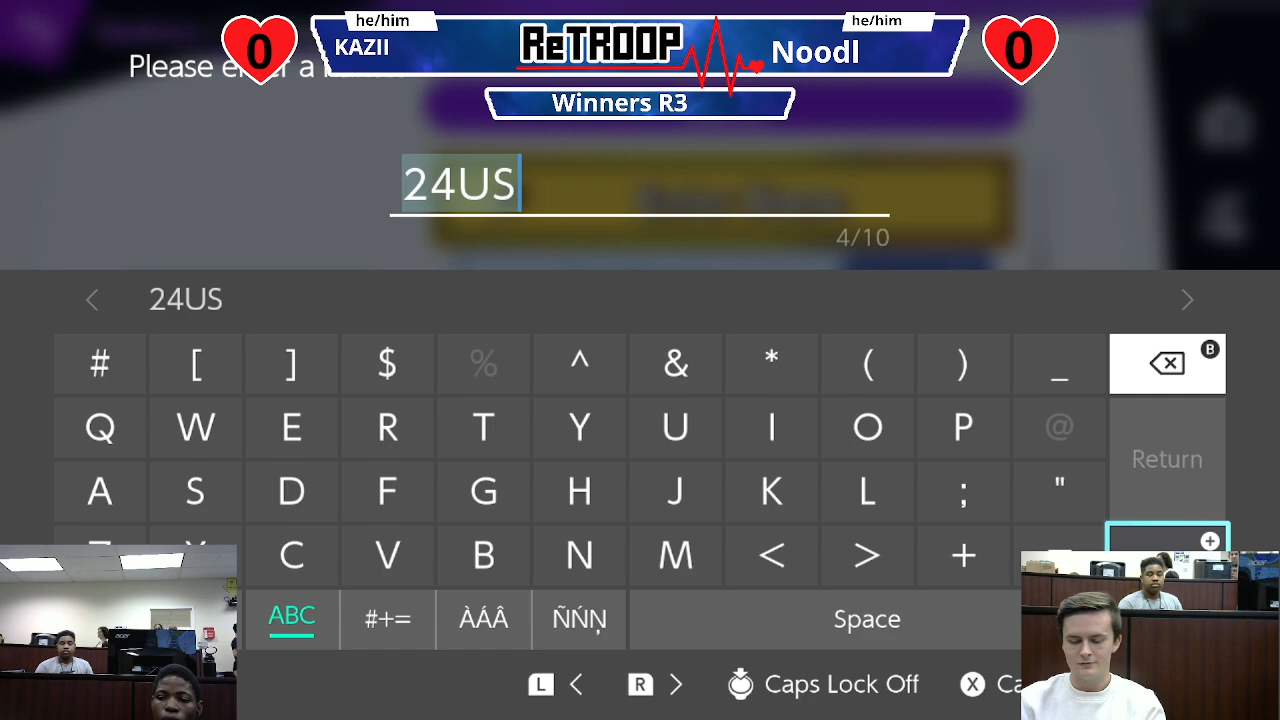 he/him
he/him
0
KAZII
ReTROOP
Noodl
0
Please
a
Winners R3
24US
4/10
24US
# [ ] $ % ^ & * ( ) _
B
Q W E R T Y U I O P @
Return
A S D F G H J K L ; "
C V B N M < > +
+
ABC #+= ÀÁÂ ÑŃŅ Space
L < R > Caps Lock Off X
acer